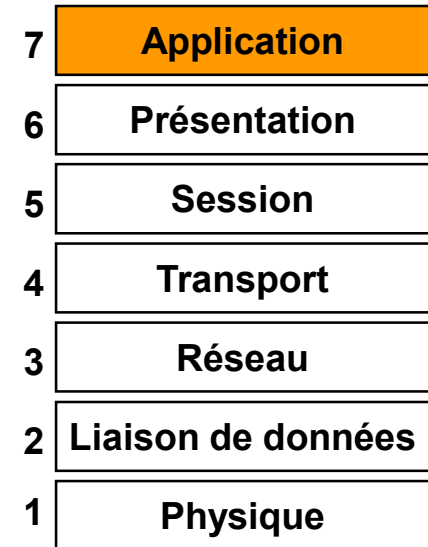 7 Application
6 Présentation
5 Session
4 Transport
3 Réseau
2 Liaison de données
1 Physique